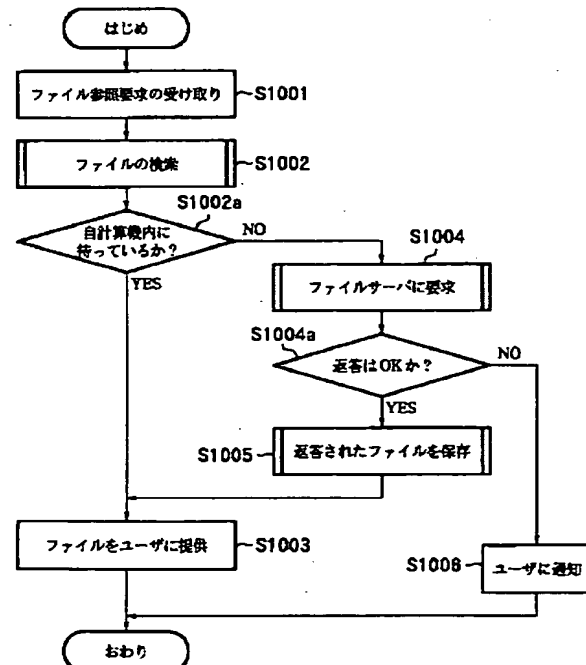 はじめ
ファイル参照要求の受け取り
S1001
ファイルの検索
S1002
S1002a
自計算機内に
待っているか？
NO
YES
S1004
ファイルサーバに要求
S1004a
返答はOKか？
NO
YES
S1005
返答されたファイルを保存
ファイルをユーザに提供
S1003
S1006
ユーザに通知
おわり